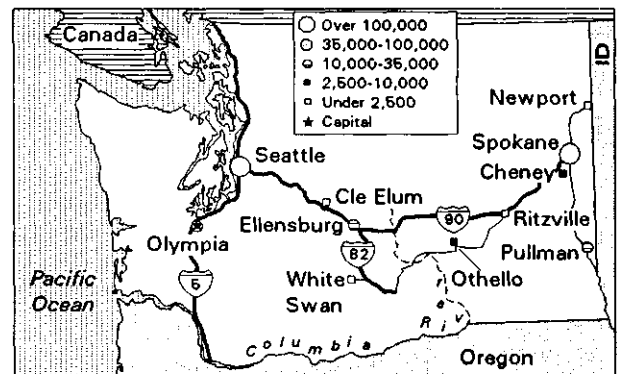 Canada
Over 100,000
35,000-100,000
10,000-35,000
2,500-10,000
Under 2,500
Capital
ID
Newport
Spokane
Cheney
Seattle
Cle Elum
Ellensburg
90
Ritzville
Olympia
82
Pullman
Pacific
Ocean
5
White
Swan
Othello
Columbia River
Oregon